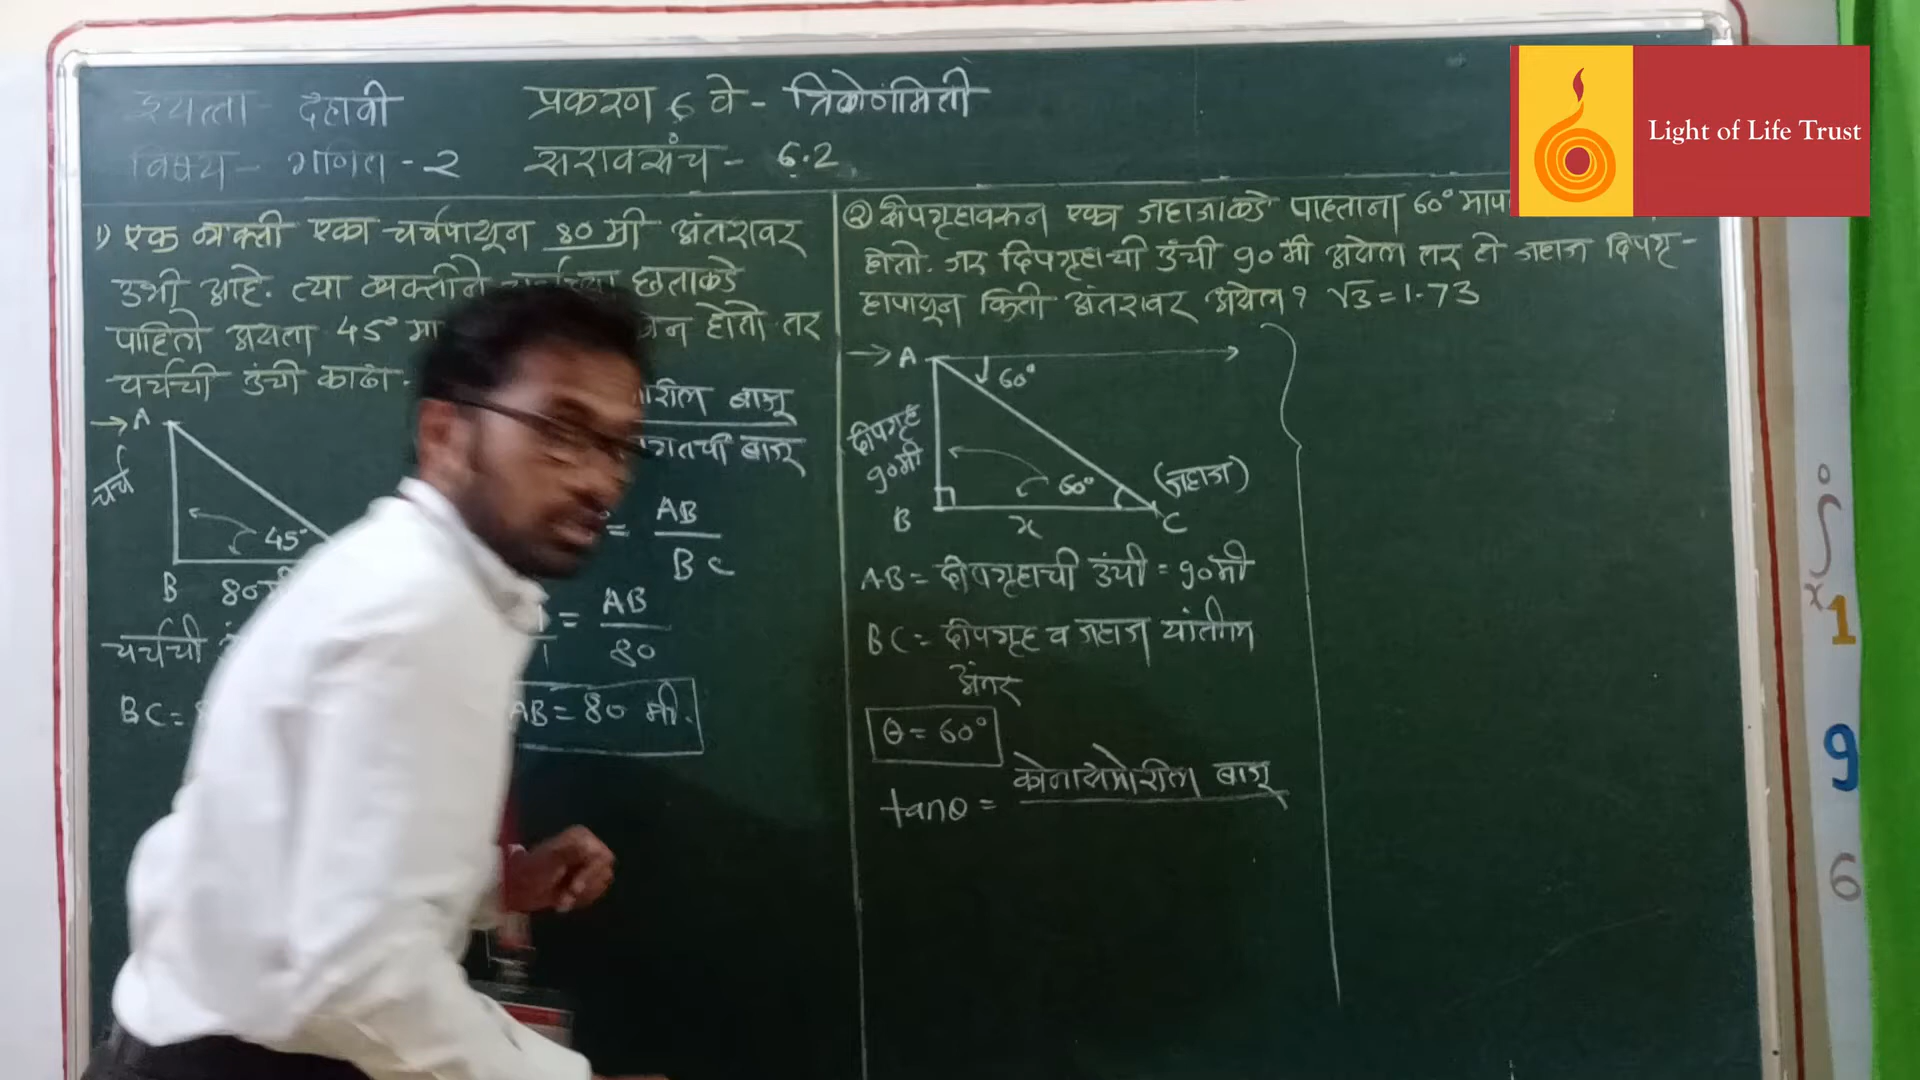 इयत्ता - दहावी प्रकरण 6 वे - त्रिकोणमिती
विषय - गणित - 2 सरावसंच - 6.2
1) एक व्यक्ती एका चर्चपासून 80 मी अंतरावर
उभी आहे. त्या व्यक्तीने छताकडे
पाहिले असता 45° होतो तर
चर्चची उंची काढा.
→ A
चर्च
45°
B 80
बाजू
बाजू
= AB / BC
= AB / 80
चर्चची
BC =
AB = 80 मी.
② दीपगृहावरून एका जहाजाकडे पाहताना 60°
होतो. जर दिपगृहाची उंची 90 मी असेल तर ते जहाज दिपगृ-
हापासून किती अंतरावर असेल? √3 = 1.73
→ A 60°
दीपगृह
90मी
60° (जहाज)
B x C
AB = दीपगृहाची उंची = 90मी
BC = दीपगृह व जहाज यांतील
अंतर
θ = 60°
tanθ = कोनासमोरील बाजू
Light of Life Trust
1
9
6